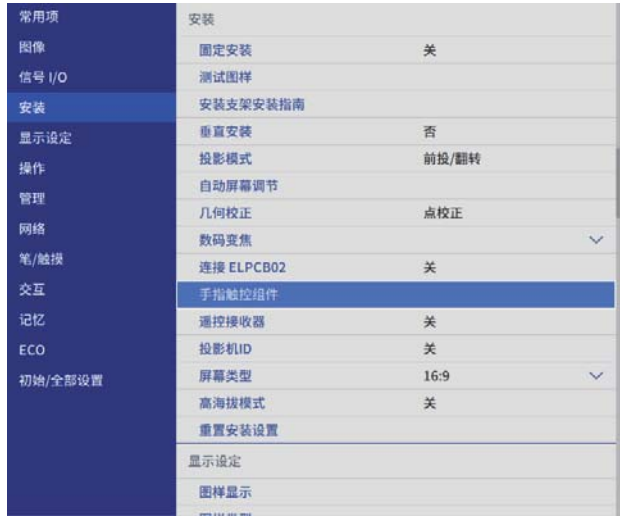 常用项
图像
信号 I/O
安装
显示设定
操作
管理
网络
笔/触摸
交互
记忆
ECO
初始/全部设置
安装
固定安装 关
测试图样
安装支架安装指南
垂直安装 否
投影模式 前投/翻转
自动屏幕调节
几何校正 点校正
数码变焦
连接 ELPCB02 关
手指触控组件
遥控接收器 关
投影机ID 关
屏幕类型 16:9
高海拔模式 关
重置安装设置
显示设定
图样显示